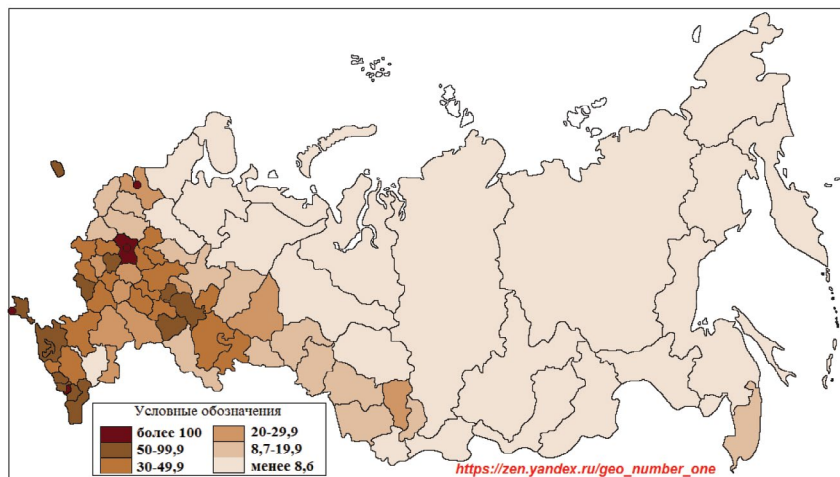 Условные обозначения
более 100
50-99,9
30-49,9
20-29,9
8,7-19,9
менее 8,6
https://zen.yandex.ru/geo_number_one